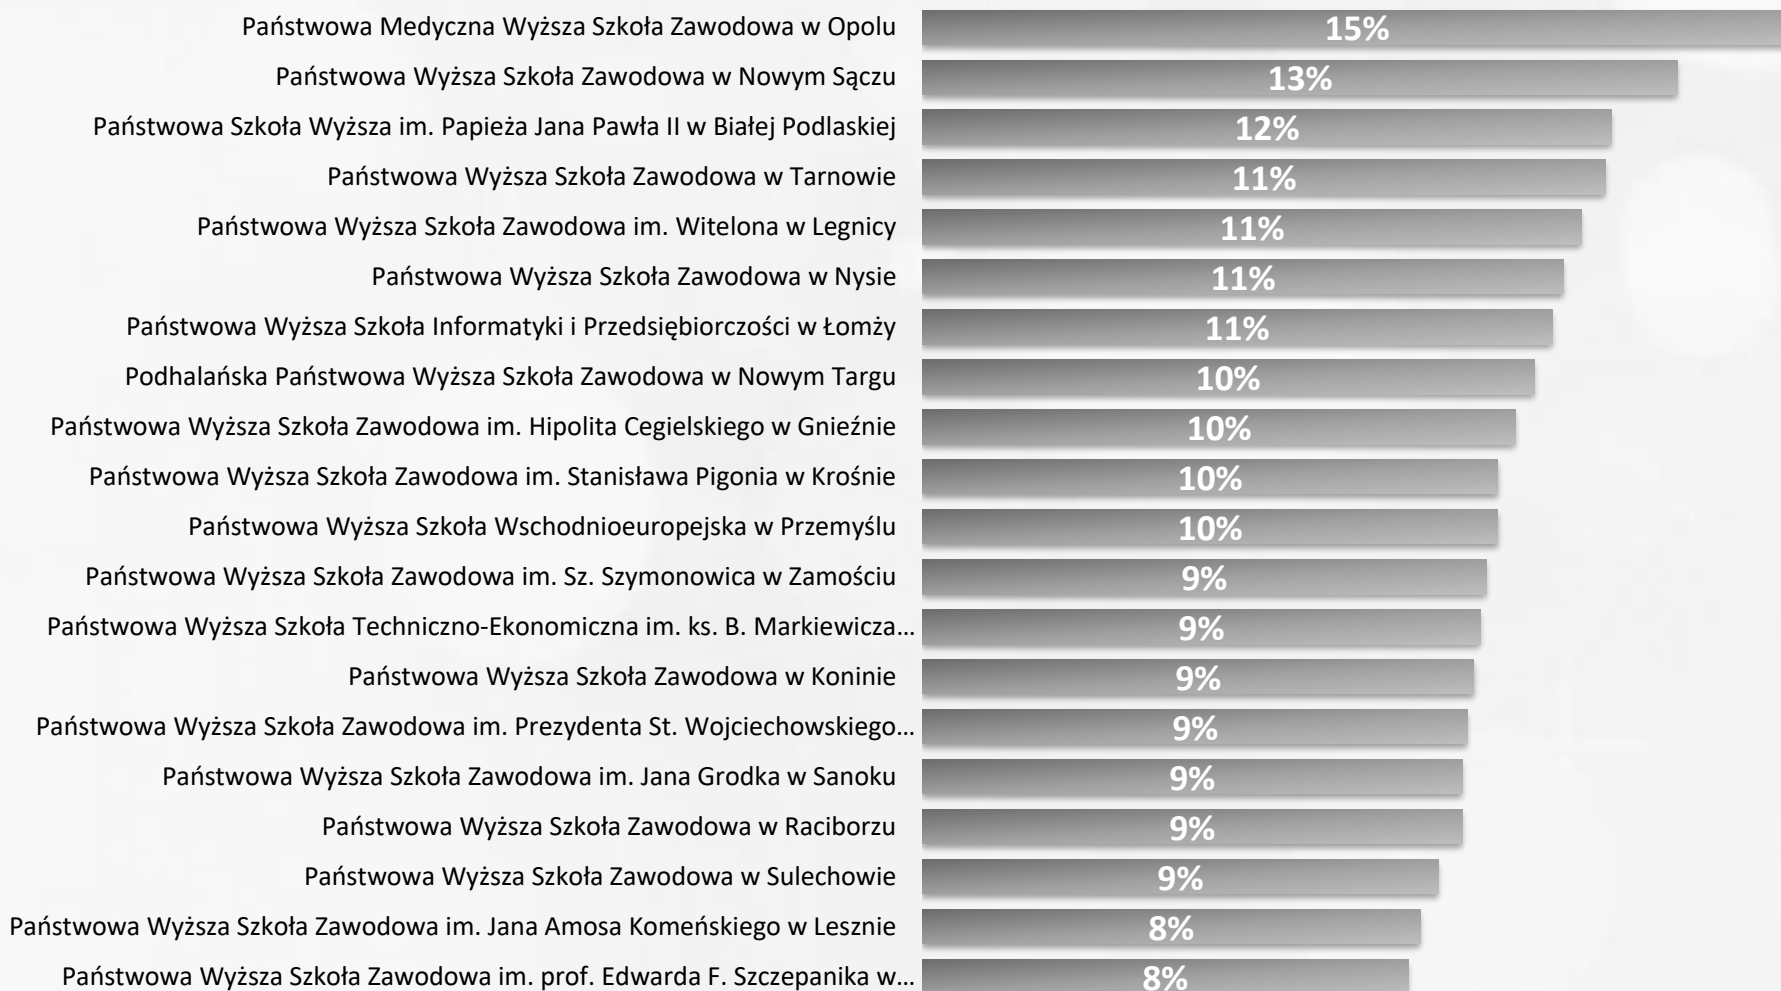 Państwowa Medyczna Wyższa Szkoła Zawodowa w Opolu 15%
Państwowa Wyższa Szkoła Zawodowa w Nowym Sączu 13%
Państwowa Szkoła Wyższa im. Papieża Jana Pawła II w Białej Podlaskiej 12%
Państwowa Wyższa Szkoła Zawodowa w Tarnowie 11%
Państwowa Wyższa Szkoła Zawodowa im. Witelona w Legnicy 11%
Państwowa Wyższa Szkoła Zawodowa w Nysie 11%
Państwowa Wyższa Szkoła Informatyki i Przedsiębiorczości w Łomży 11%
Podhalańska Państwowa Wyższa Szkoła Zawodowa w Nowym Targu 10%
Państwowa Wyższa Szkoła Zawodowa im. Hipolita Cegielskiego w Gnieźnie 10%
Państwowa Wyższa Szkoła Zawodowa im. Stanisława Pigonia w Krośnie 10%
Państwowa Wyższa Szkoła Wschodnioeuropejska w Przemyślu 10%
Państwowa Wyższa Szkoła Zawodowa im. Sz. Szymonowica w Zamościu 9%
Państwowa Wyższa Szkoła Techniczno-Ekonomiczna im. ks. B. Markiewicza... 9%
Państwowa Wyższa Szkoła Zawodowa w Koninie 9%
Państwowa Wyższa Szkoła Zawodowa im. Prezydenta St. Wojciechowskiego... 9%
Państwowa Wyższa Szkoła Zawodowa im. Jana Grodka w Sanoku 9%
Państwowa Wyższa Szkoła Zawodowa w Raciborzu 9%
Państwowa Wyższa Szkoła Zawodowa w Sulechowie 9%
Państwowa Wyższa Szkoła Zawodowa im. Jana Amosa Komeńskiego w Lesznie 8%
Państwowa Wyższa Szkoła Zawodowa im. prof. Edwarda F. Szczepanika w... 8%